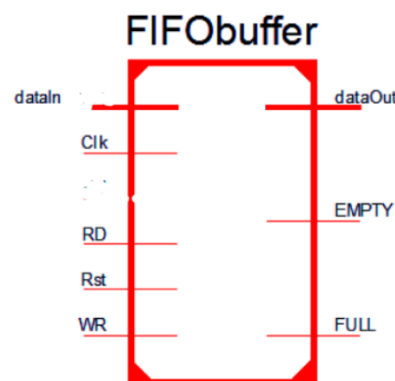 FIFObuffer
dataIn
dataOut
Clk
EMPTY
RD
Rst
WR
FULL